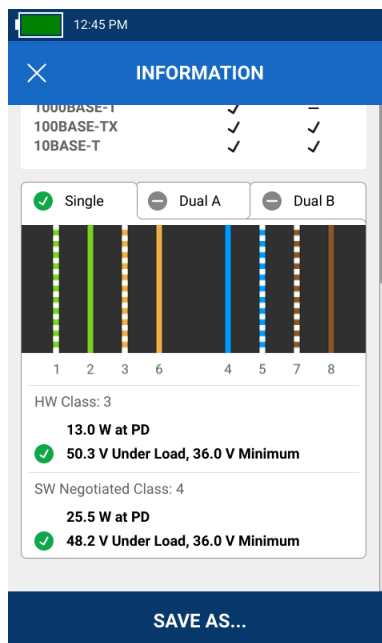 12:45 PM
INFORMATION
1000BASE-T ✓ –
100BASE-TX ✓ ✓
10BASE-T ✓ ✓
Single Dual A Dual B
1 2 3 6 4 5 7 8
HW Class: 3
13.0 W at PD
50.3 V Under Load, 36.0 V Minimum
SW Negotiated Class: 4
25.5 W at PD
48.2 V Under Load, 36.0 V Minimum
SAVE AS...